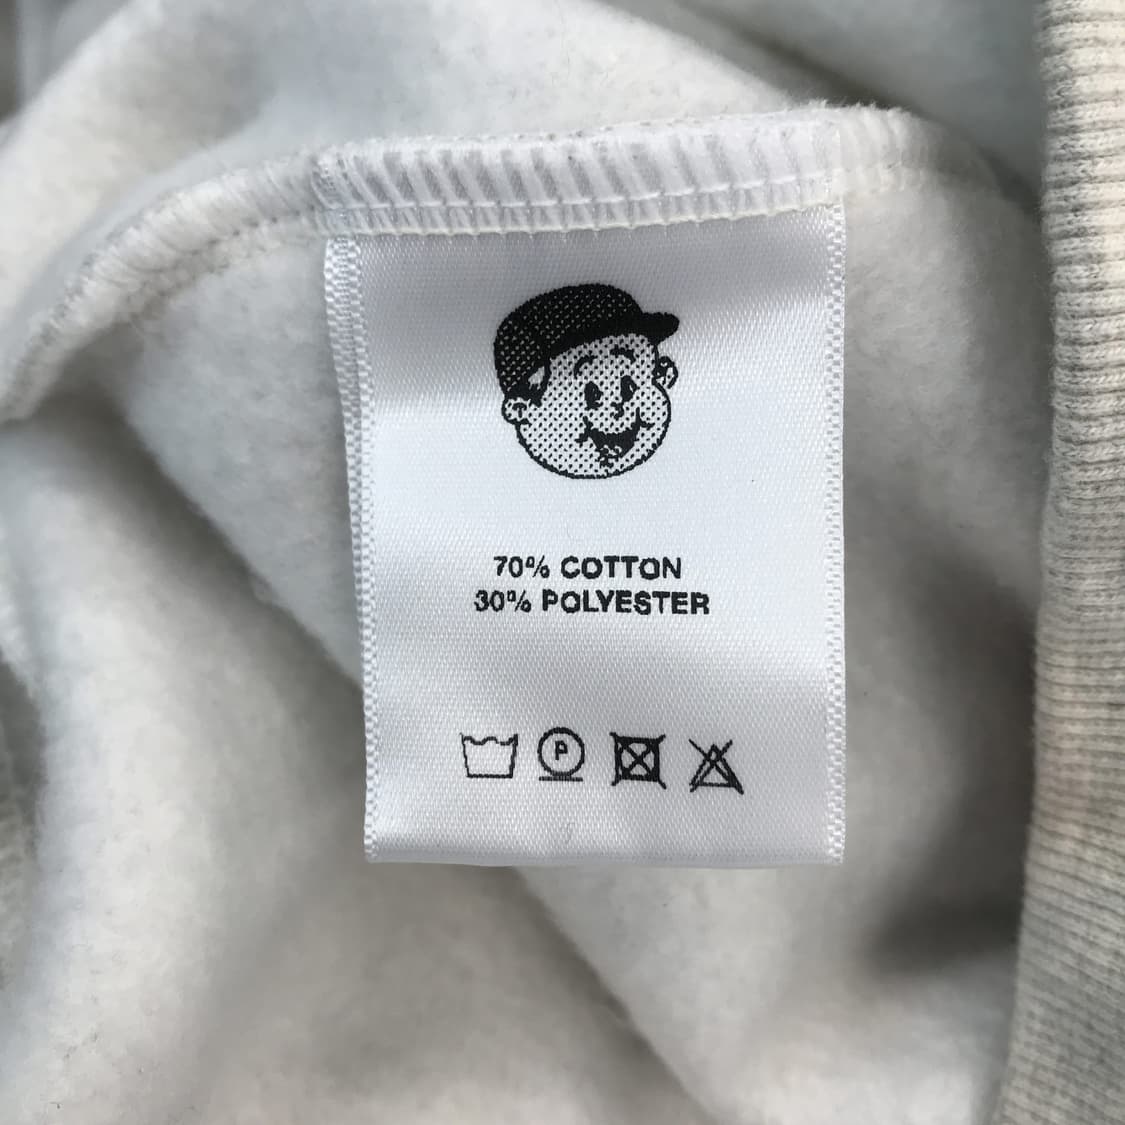 70% COTTON
30% POLYESTER
P